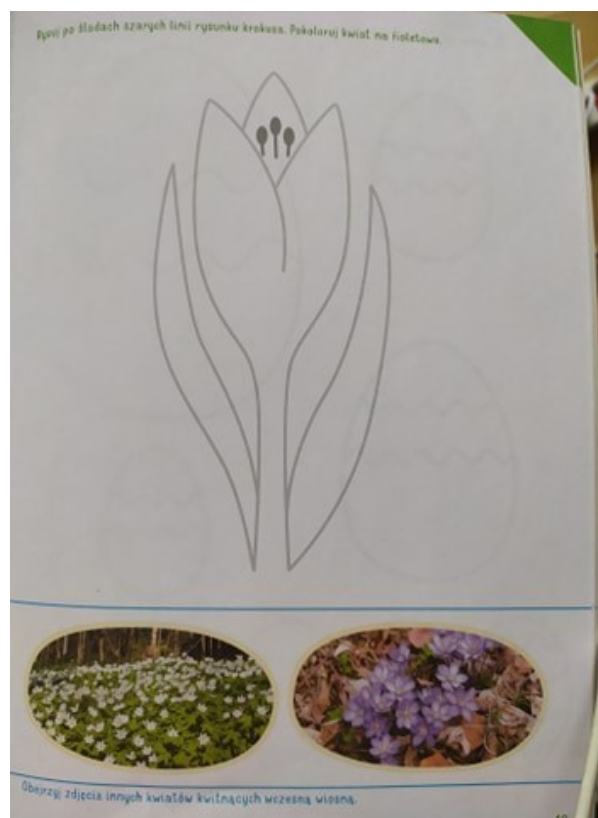 Rysuj po śladach szarych linii rysunku krokusa. Pokoloruj kwiat na fioletowo.
Obejrzyj zdjęcia innych kwiatów kwitnących wczesną wiosną.